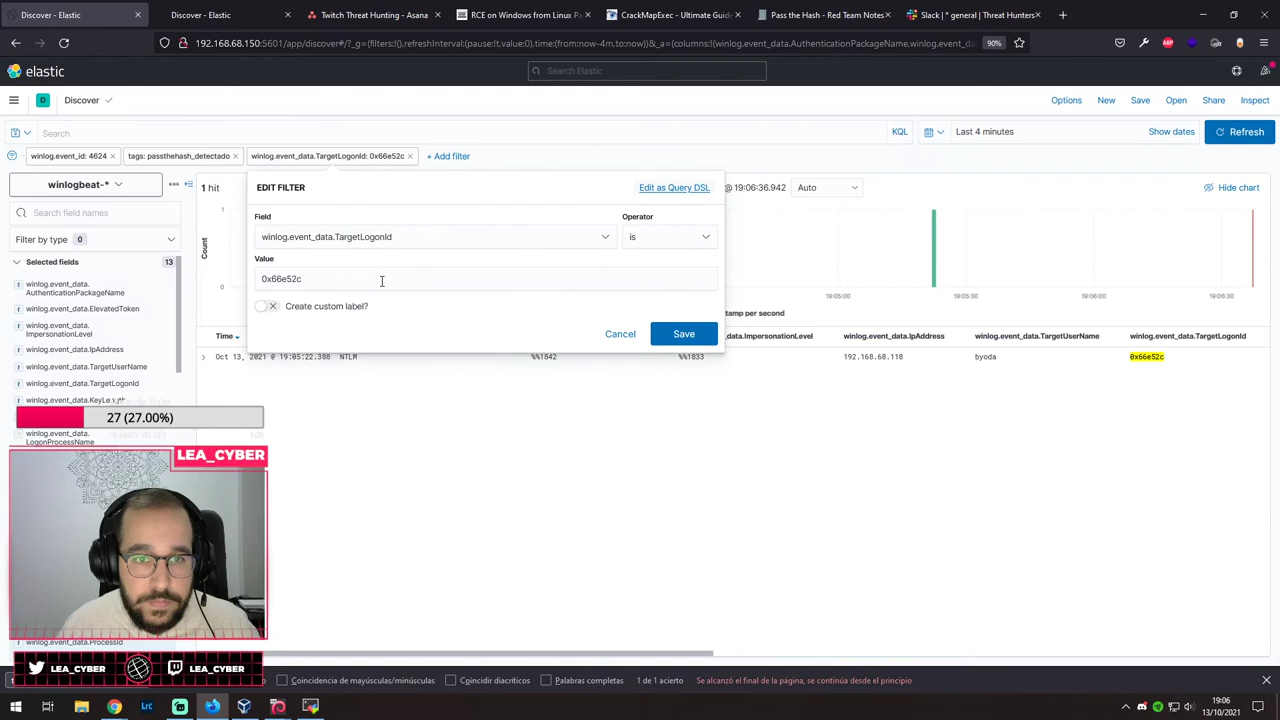 Discover - Elastic
Discover - Elastic
Twitch Threat Hunting - Asana
RCE on Windows from Linux Pa
CrackMapExec - Ultimate Guide
Pass the Hash - Red Team Notes
Slack | * general | Threat Hunters
192.168.68.150:5601/app/discover#/?_g=(filters:!(),refreshInterval:(pause:!t,value:0),time:(from:now-4m,to:now))&_a=(columns:!(winlog.event_data.AuthenticationPackageName,winlog.event_da
90%
elastic
Search Elastic
D
Discover
Options
New
Save
Open
Share
Inspect
Search
KQL
Last 4 minutes
Show dates
Refresh
winlog.event_id: 4624
tags: passthehash_detectado
winlog.event_data.TargetLogonId: 0x66e52c
+ Add filter
winlogbeat-*
1 hit
@ 19:06:36.942
Auto
Hide chart
EDIT FILTER
Edit as Query DSL
Field
Operator
winlog.event_data.TargetLogonId
is
Value
0x66e52c
Create custom label?
Cancel
Save
Search field names
Filter by type 0
Selected fields 13
winlog.event_data.
AuthenticationPackageName
winlog.event_data.ElevatedToken
winlog.event_data.
ImpersonationLevel
winlog.event_data.IpAddress
winlog.event_data.TargetUserName
winlog.event_data.TargetLogonId
winlog.event_data.KeyLength
winlog.event_data.
LogonProcessName
winlog.event_data.ProcessId
Count
1
0
19:05:00
19:05:30
19:06:00
19:06:30
tamp per second
Time
ImpersonationLevel
winlog.event_data.IpAddress
winlog.event_data.TargetUserName
winlog.event_data.TargetLogonId
Oct 13, 2021 @ 19:05:22.388
NTLM
%%1842
%%1833
192.168.68.118
byoda
0x66e52c
27 (27.00%)
LEA_CYBER
LEA_CYBER
LEA_CYBER
Coincidencia de mayúsculas/minúsculas
Coincidir diacríticos
Palabras completas
1 de 1 acierto
Se alcanzó el final de la página, se continúa desde el principio
19:06
13/10/2021